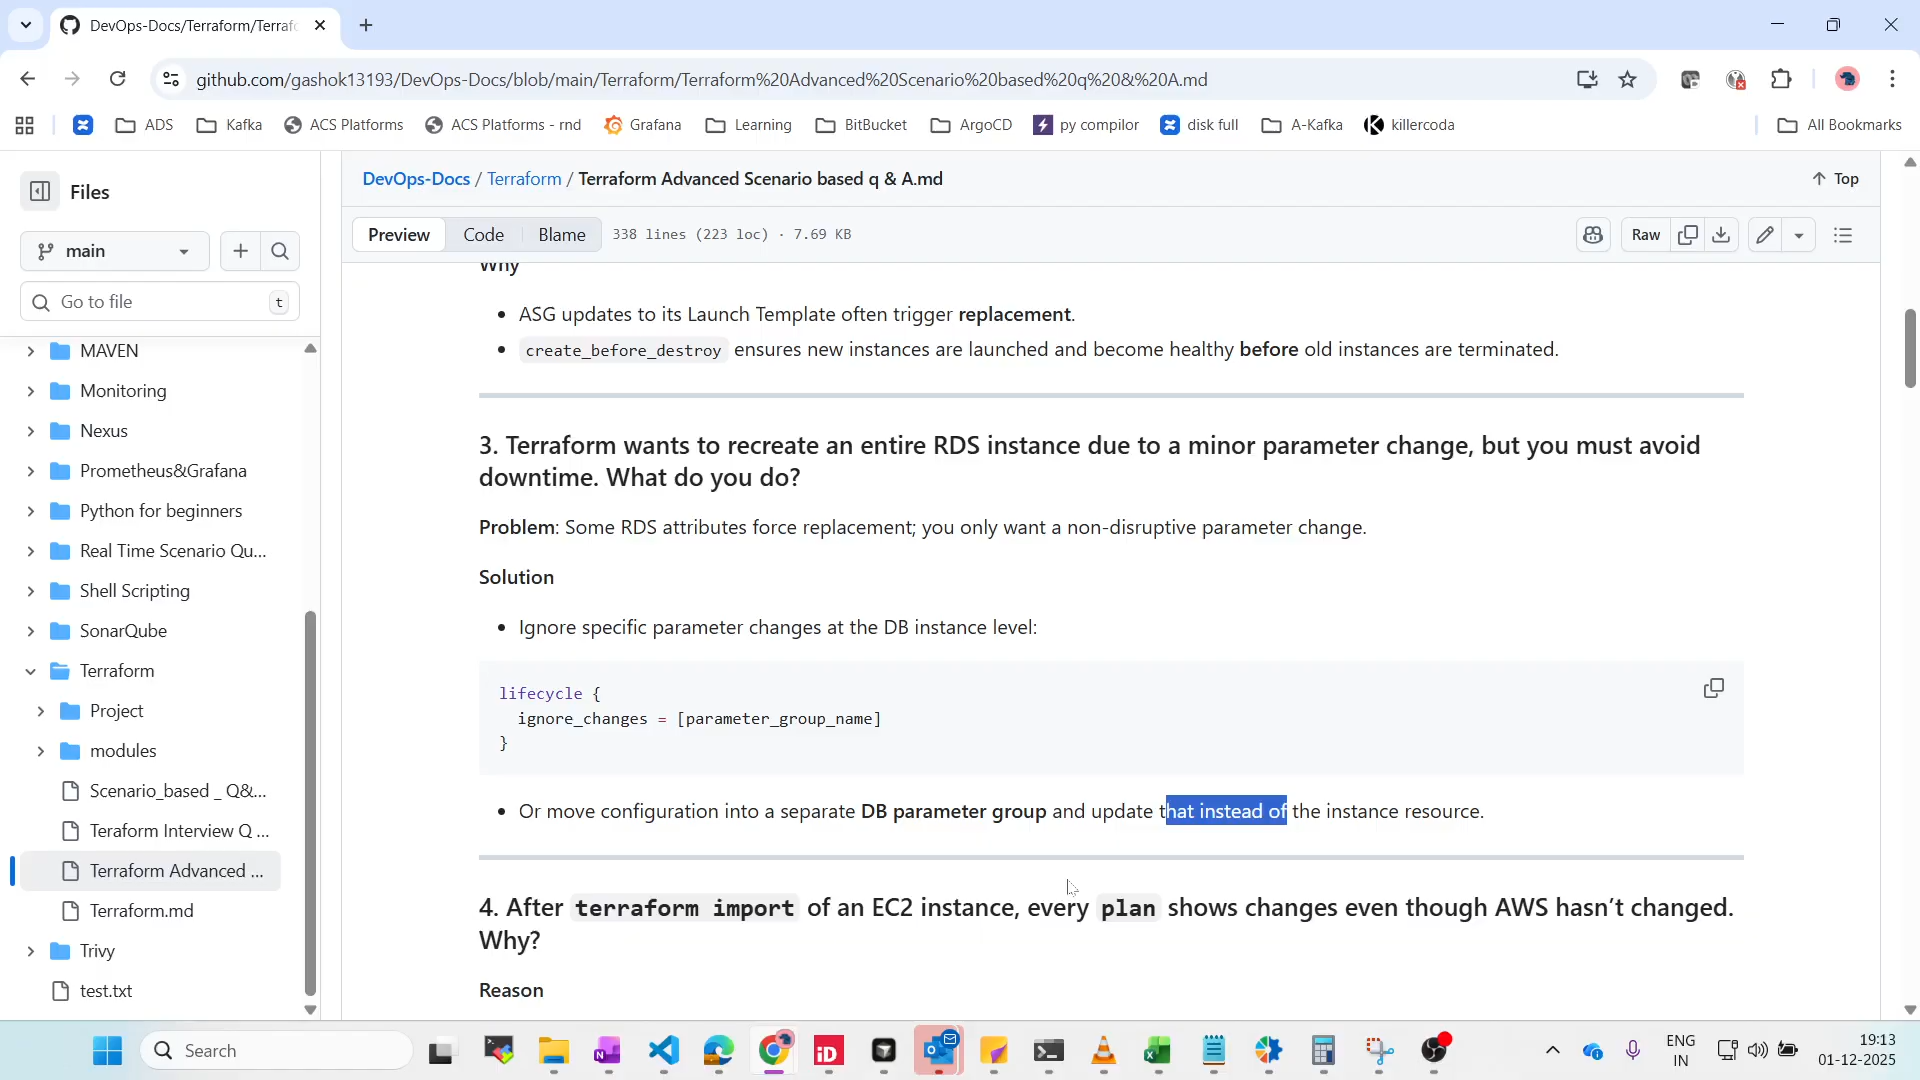 DevOps-Docs/Terraform/Terrafo
github.com/gashok13193/DevOps-Docs/blob/main/Terraform/Terraform%20Advanced%20Scenario%20based%20q%20&%20A.md
ADS Kafka ACS Platforms ACS Platforms - rnd Grafana Learning BitBucket ArgoCD py compilor disk full A-Kafka killercoda All Bookmarks
Files
main
Go to file t
MAVEN
Monitoring
Nexus
Prometheus&Grafana
Python for beginners
Real Time Scenario Qu...
Shell Scripting
SonarQube
Terraform
Project
modules
Scenario_based _ Q&...
Teraform Interview Q ...
Terraform Advanced ...
Terraform.md
Trivy
test.txt
DevOps-Docs / Terraform / Terraform Advanced Scenario based q & A.md
Top
Preview Code Blame 338 lines (223 loc) · 7.69 KB Raw
Why
• ASG updates to its Launch Template often trigger replacement.
• create_before_destroy ensures new instances are launched and become healthy before old instances are terminated.
3. Terraform wants to recreate an entire RDS instance due to a minor parameter change, but you must avoid
downtime. What do you do?
Problem: Some RDS attributes force replacement; you only want a non-disruptive parameter change.
Solution
• Ignore specific parameter changes at the DB instance level:
lifecycle {
ignore_changes = [parameter_group_name]
}
• Or move configuration into a separate DB parameter group and update that instead of the instance resource.
4. After terraform import of an EC2 instance, every plan shows changes even though AWS hasn’t changed.
Why?
Reason
Search
ENG
IN
19:13
01-12-2025